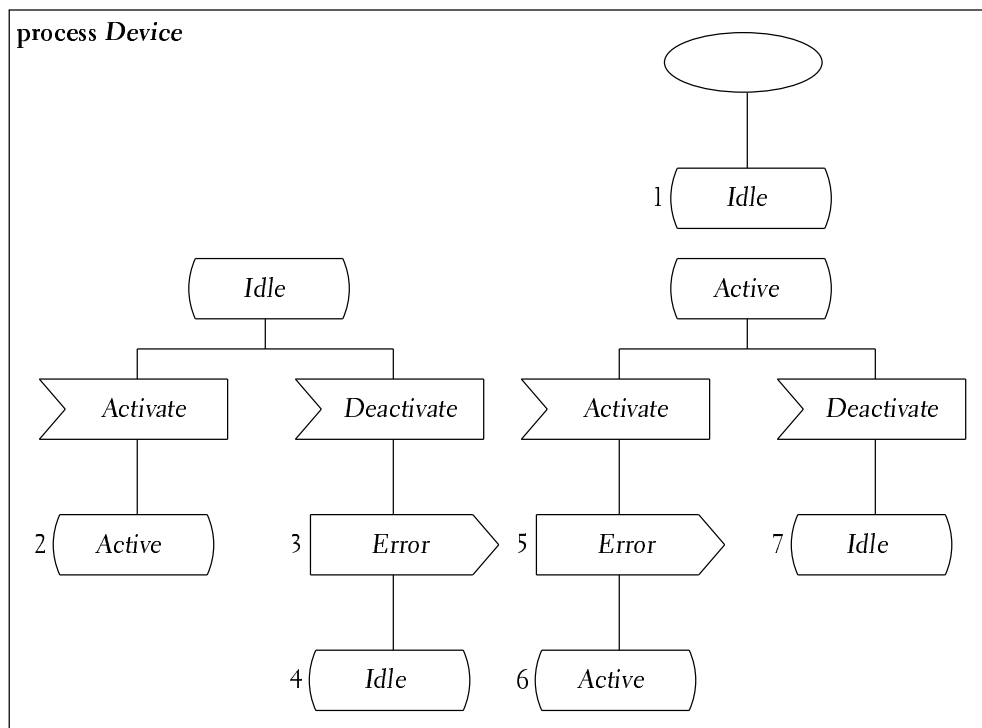 process Device
1 Idle
Idle
Active
Activate
Deactivate
Activate
Deactivate
2 Active
3 Error
5 Error
7 Idle
4 Idle
6 Active